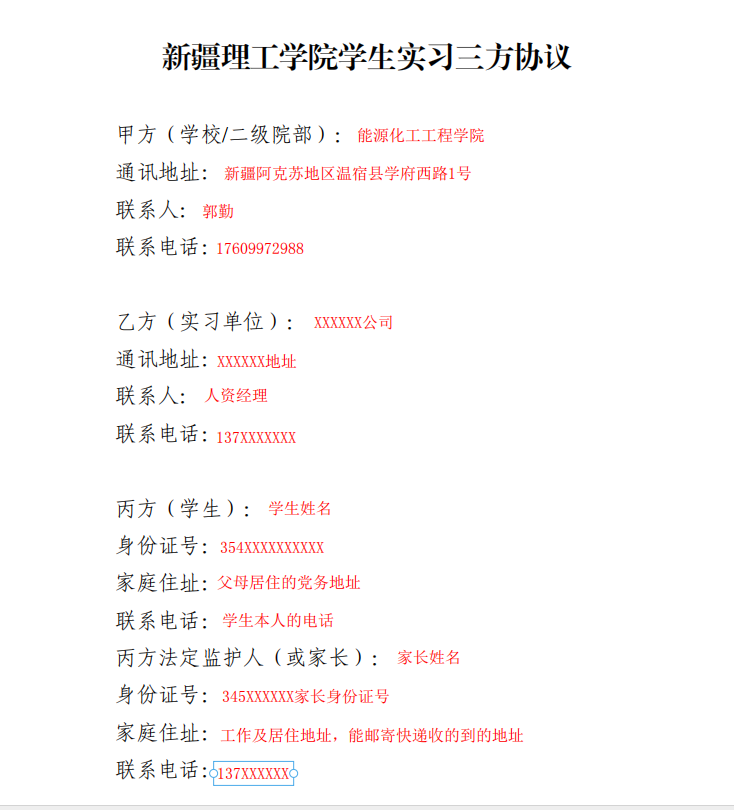 新疆理工学院学生实习三方协议
甲方（学校/二级院部）： 能源化工工程学院
通讯地址： 新疆阿克苏地区温宿县学府西路1号
联系人： 郭勤
联系电话：17609972988
乙方（实习单位）： XXXXXX公司
通讯地址：XXXXXX地址
联系人： 人资经理
联系电话：137XXXXXXX
丙方（学生）： 学生姓名
身份证号：354XXXXXXXXXX
家庭住址：父母居住的党务地址
联系电话： 学生本人的电话
丙方法定监护人（或家长）： 家长姓名
身份证号：345XXXXXX家长身份证号
家庭住址：工作及居住地址，能邮寄快递收的到的地址
联系电话：137XXXXXX